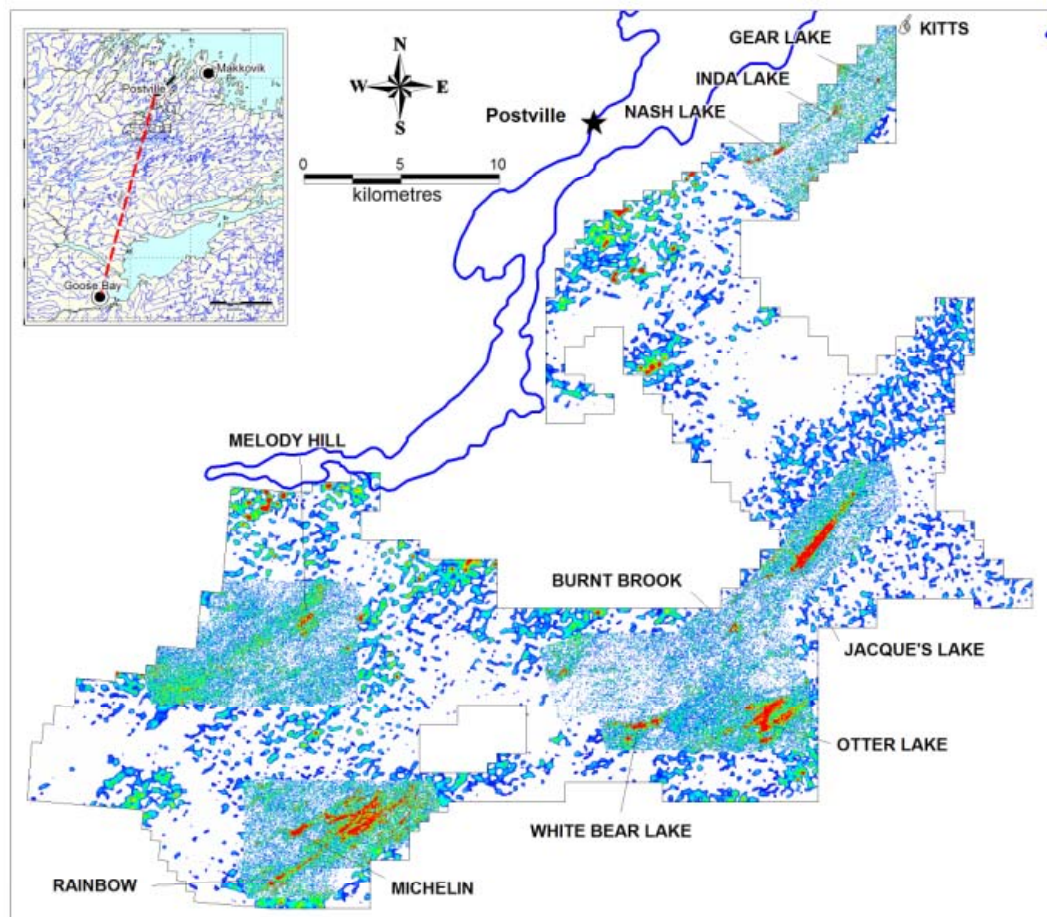 KITTS
GEAR LAKE
INDA LAKE
NASH LAKE
Makkovik
Postville
Goose Bay
N
W E
S
Postville
0 5 10
kilometres
MELODY HILL
BURNT BROOK
JACQUE'S LAKE
OTTER LAKE
WHITE BEAR LAKE
RAINBOW
MICHELIN